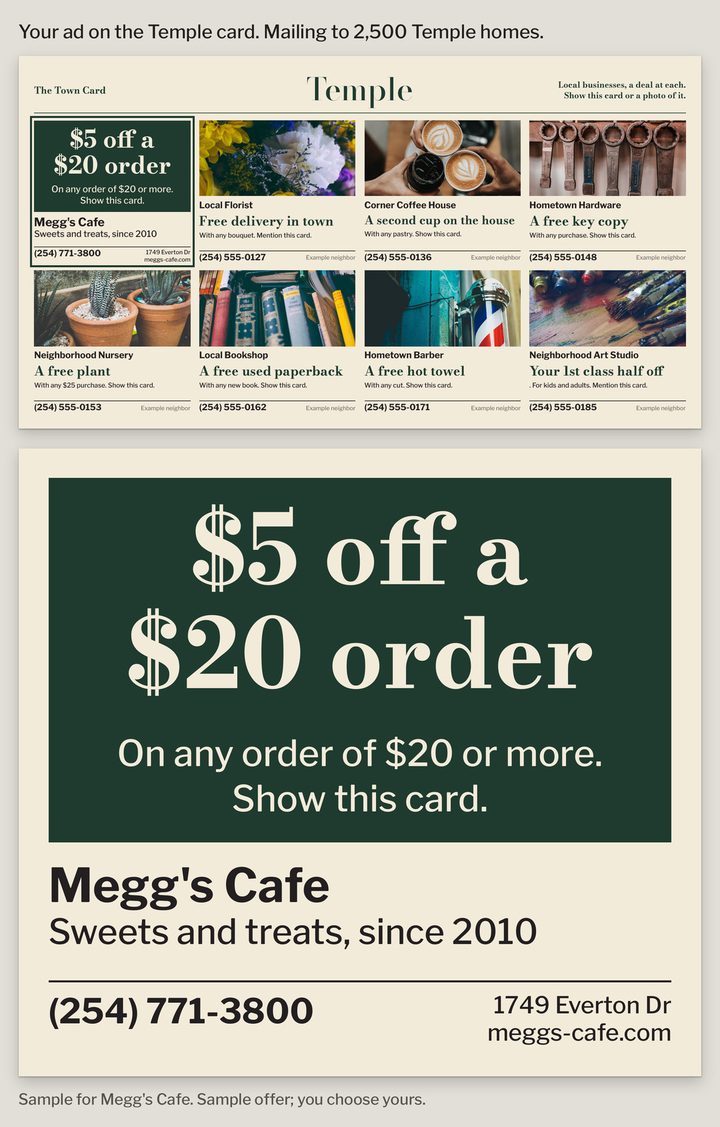 Your ad on the Temple card. Mailing to 2,500 Temple homes.
The Town Card
Temple
Local businesses, a deal at each.
Show this card or a photo of it.
$5 off a
$20 order
On any order of $20 or more.
Show this card.
Megg's Cafe
Sweets and treats, since 2010
(254) 771-3800
1749 Everton Dr
meggs-cafe.com
Local Florist
Free delivery in town
With any bouquet. Mention this card.
(254) 555-0127
Example neighbor
Corner Coffee House
A second cup on the house
With any pastry. Show this card.
(254) 555-0136
Example neighbor
Hometown Hardware
A free key copy
With any purchase. Show this card.
(254) 555-0148
Example neighbor
Neighborhood Nursery
A free plant
With any $25 purchase. Show this card.
(254) 555-0153
Example neighbor
Local Bookshop
A free used paperback
With any new book. Show this card.
(254) 555-0162
Example neighbor
Hometown Barber
A free hot towel
With any cut. Show this card.
(254) 555-0171
Example neighbor
Neighborhood Art Studio
Your 1st class half off
. For kids and adults. Mention this card.
(254) 555-0185
Example neighbor
$5 off a
$20 order
On any order of $20 or more.
Show this card.
Megg's Cafe
Sweets and treats, since 2010
(254) 771-3800
1749 Everton Dr
meggs-cafe.com
Sample for Megg's Cafe. Sample offer; you choose yours.